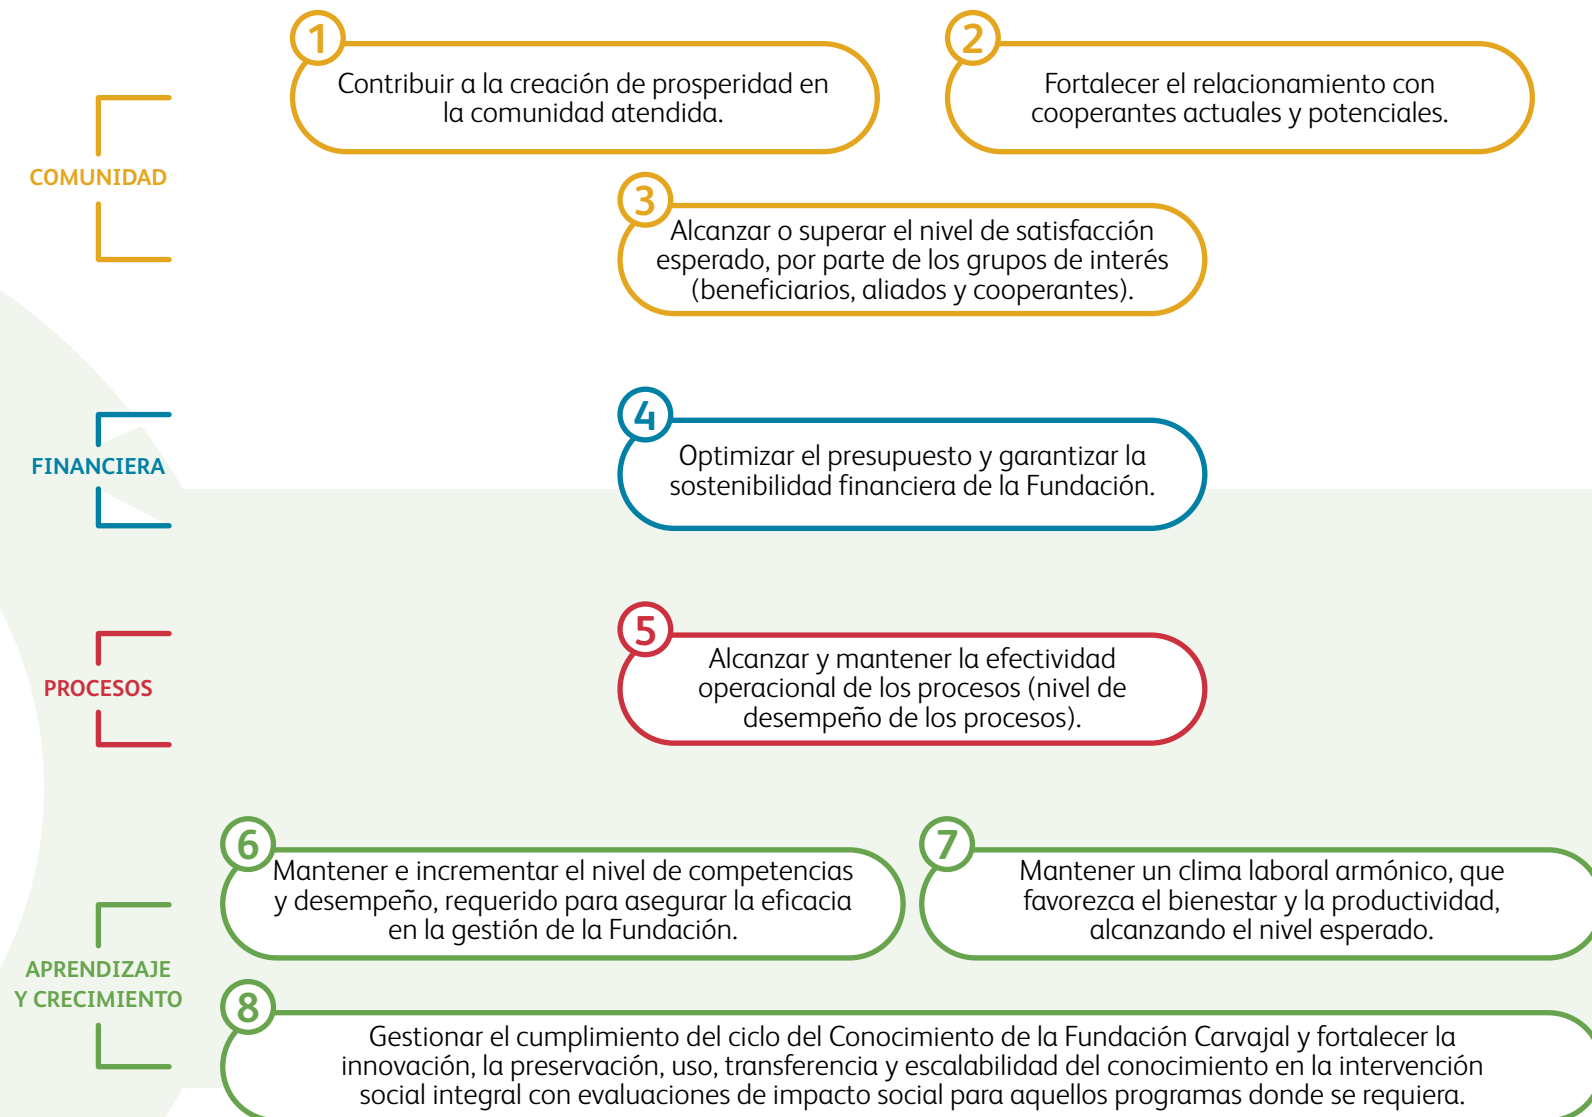 COMUNIDAD
1
Contribuir a la creación de prosperidad en
la comunidad atendida.
2
Fortalecer el relacionamiento con
cooperantes actuales y potenciales.
3
Alcanzar o superar el nivel de satisfacción
esperado, por parte de los grupos de interés
(beneficiarios, aliados y cooperantes).
FINANCIERA
4
Optimizar el presupuesto y garantizar la
sostenibilidad financiera de la Fundación.
PROCESOS
5
Alcanzar y mantener la efectividad
operacional de los procesos (nivel de
desempeño de los procesos).
APRENDIZAJE
Y CRECIMIENTO
6
Mantener e incrementar el nivel de competencias
y desempeño, requerido para asegurar la eficacia
en la gestión de la Fundación.
7
Mantener un clima laboral armónico, que
favorezca el bienestar y la productividad,
alcanzando el nivel esperado.
8
Gestionar el cumplimiento del ciclo del Conocimiento de la Fundación Carvajal y fortalecer la
innovación, la preservación, uso, transferencia y escalabilidad del conocimiento en la intervención
social integral con evaluaciones de impacto social para aquellos programas donde se requiera.